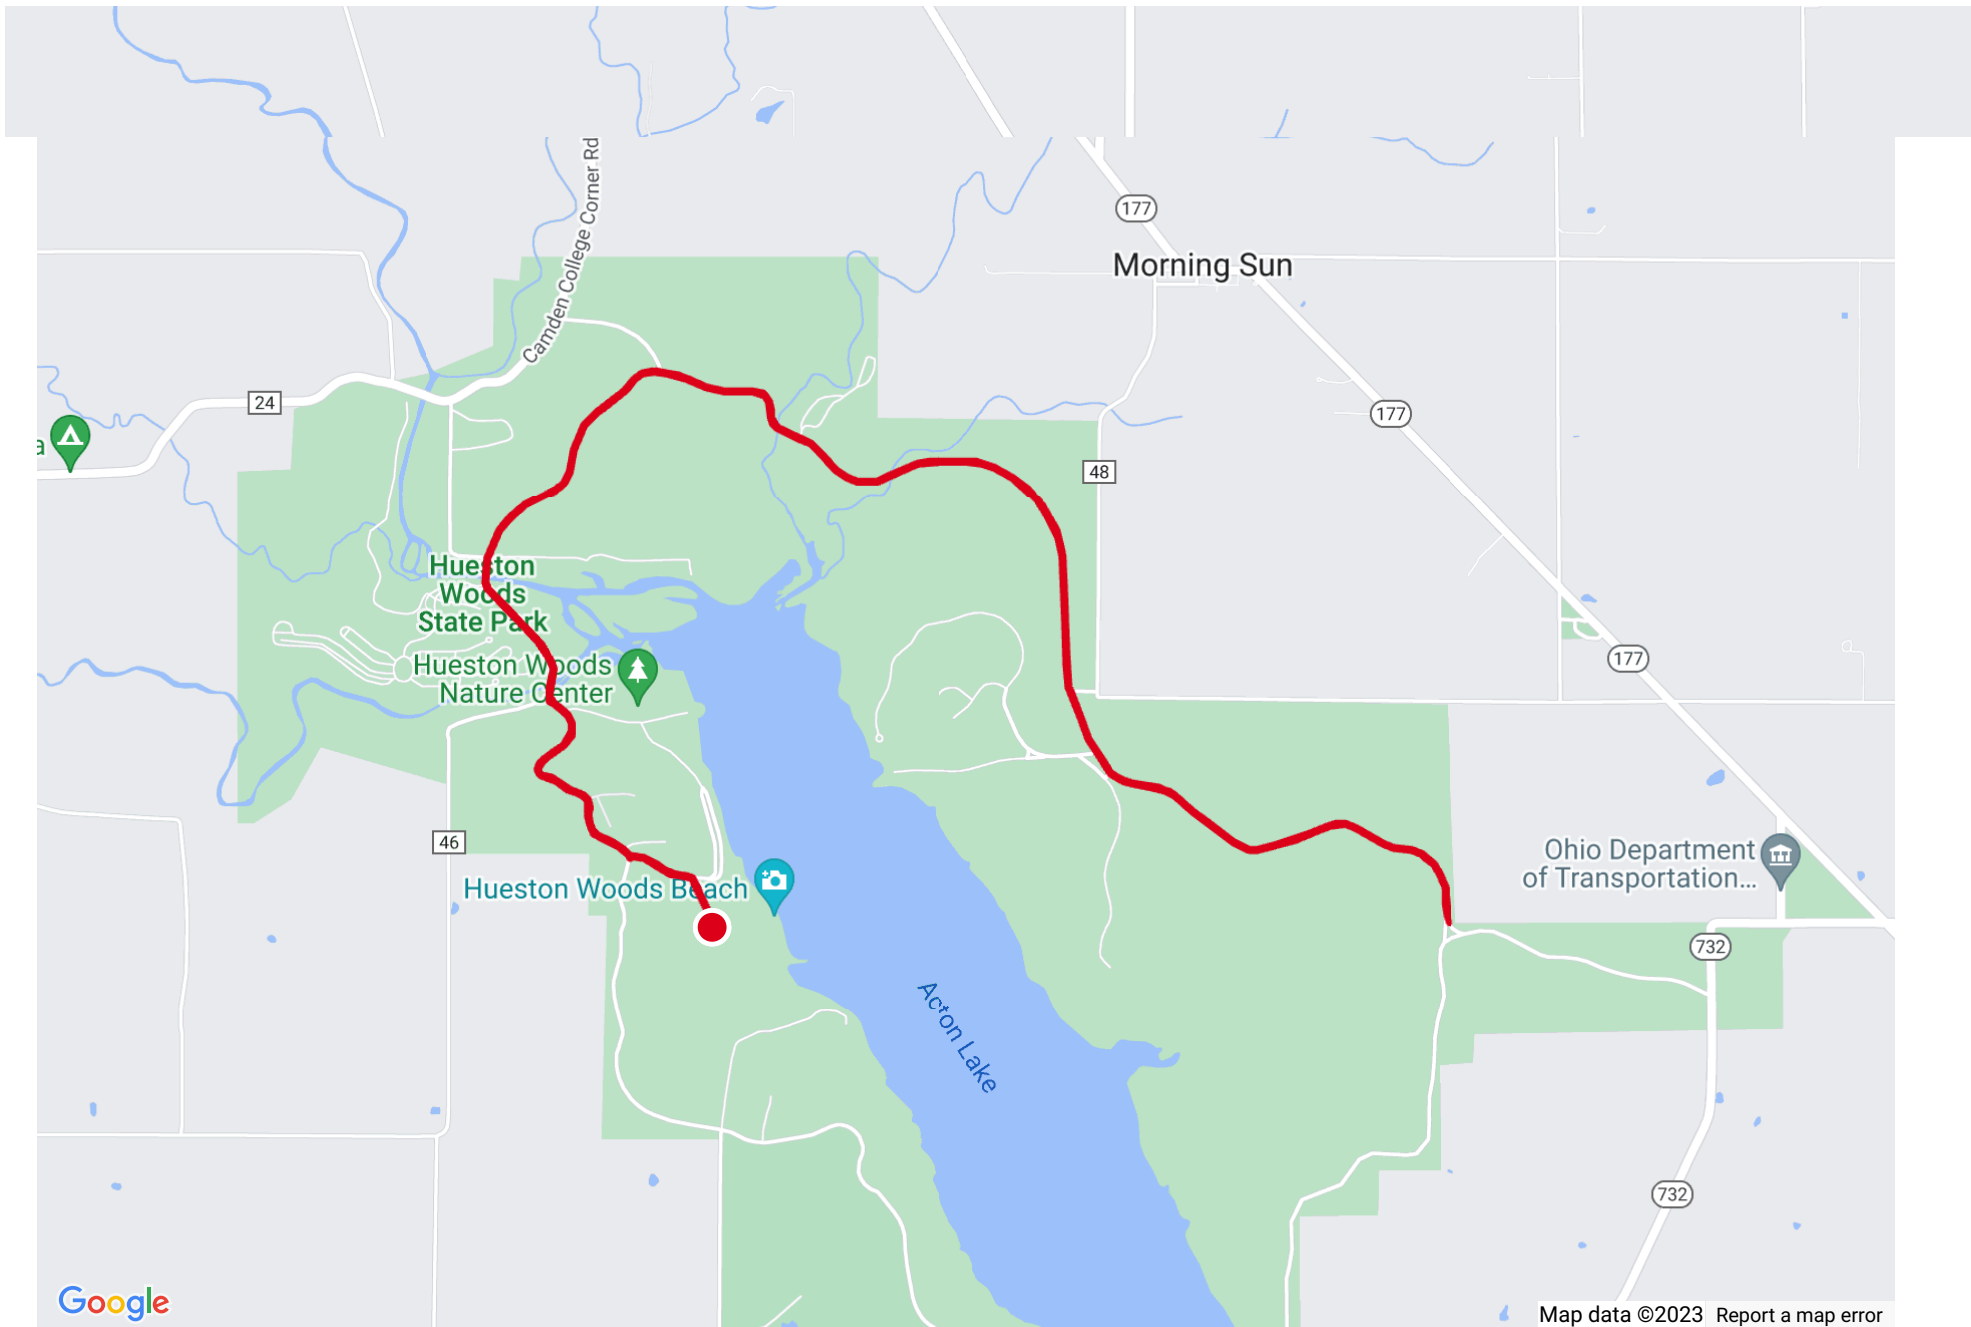 Camden College Corner Rd
177
Morning Sun
24
177
a
48
Hueston
Woods
State Park
Hueston Woods
Nature Center
177
46
Ohio Department
of Transportation...
Hueston Woods Beach
732
Acton Lake
732
Google
Map data ©2023
Report a map error